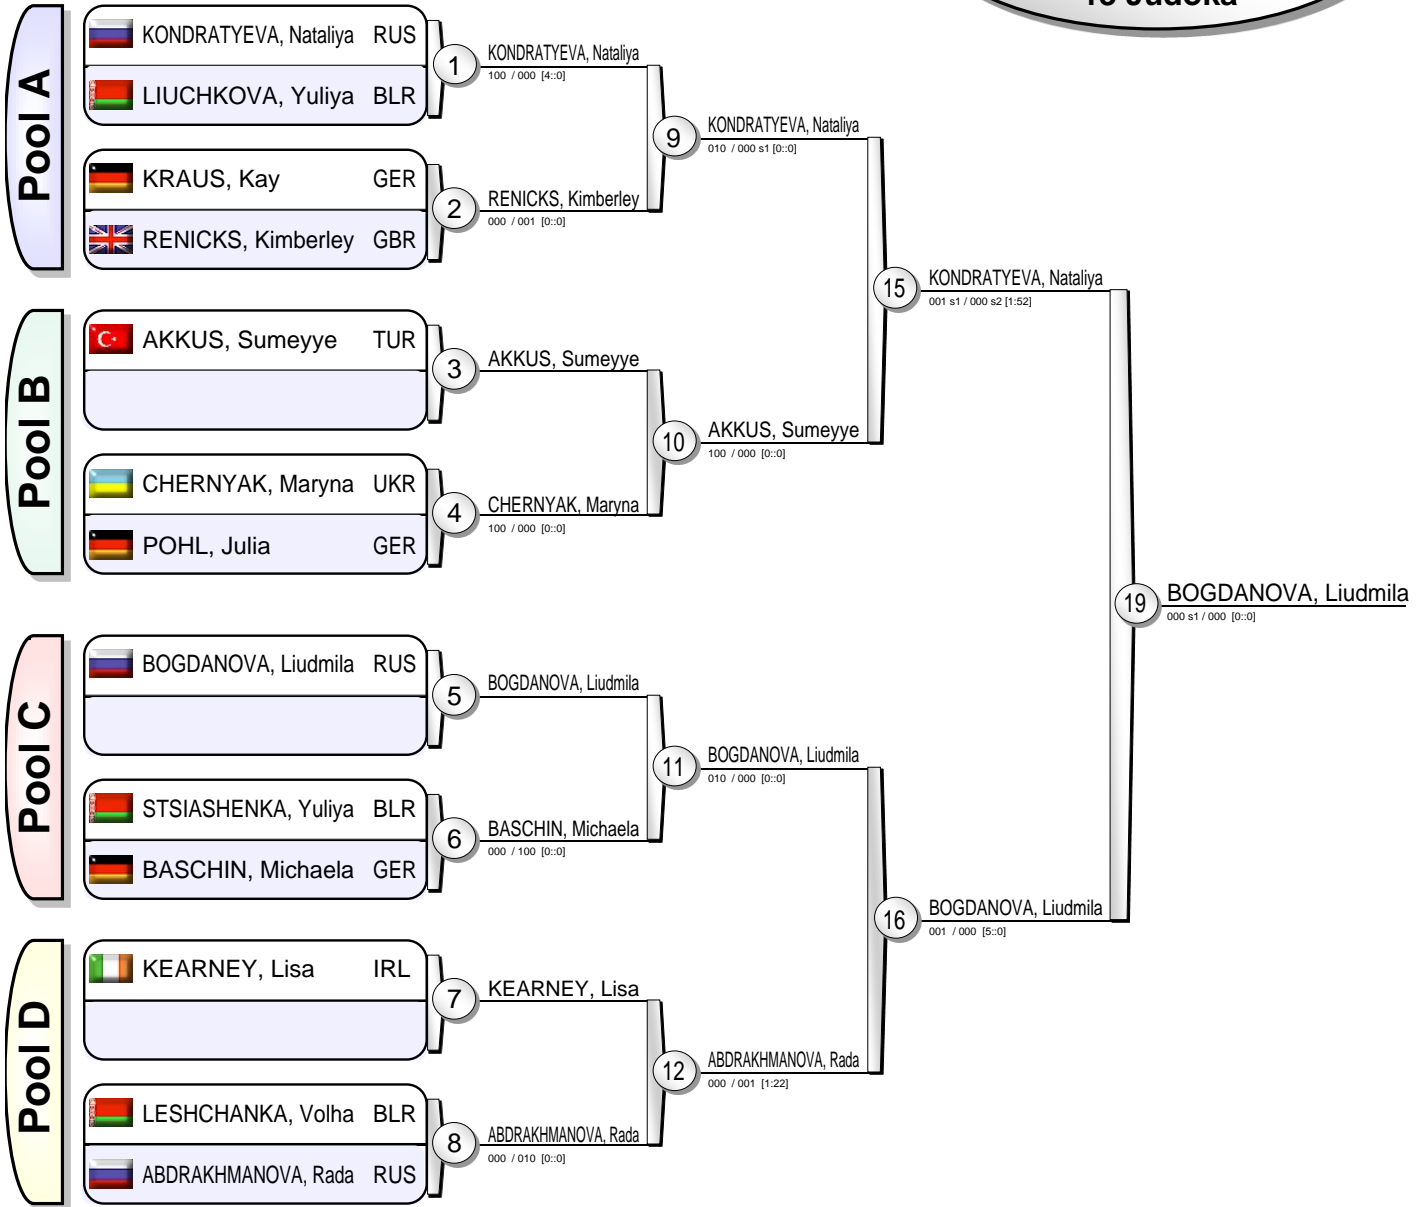 13 Judoka
Pool A
KONDRATYEVA, Nataliya RUS
LIUCHKOVA, Yuliya BLR
1
KONDRATYEVA, Nataliya
100 / 000 [4::0]
KRAUS, Kay GER
RENICKS, Kimberley GBR
2
RENICKS, Kimberley
000 / 001 [0::0]
9
KONDRATYEVA, Nataliya
010 / 000 s1 [0::0]
Pool B
AKKUS, Sumeyye TUR
3
AKKUS, Sumeyye
CHERNYAK, Maryna UKR
POHL, Julia GER
4
CHERNYAK, Maryna
100 / 000 [0::0]
10
AKKUS, Sumeyye
100 / 000 [0::0]
15
KONDRATYEVA, Nataliya
001 s1 / 000 s2 [1:52]
Pool C
BOGDANOVA, Liudmila RUS
5
BOGDANOVA, Liudmila
STSIASHENKA, Yuliya BLR
BASCHIN, Michaela GER
6
BASCHIN, Michaela
000 / 100 [0::0]
11
BOGDANOVA, Liudmila
010 / 000 [0::0]
Pool D
KEARNEY, Lisa IRL
7
KEARNEY, Lisa
LESHCHANKA, Volha BLR
ABDRAKHMANOVA, Rada RUS
8
ABDRAKHMANOVA, Rada
000 / 010 [0::0]
12
ABDRAKHMANOVA, Rada
000 / 001 [1:22]
16
BOGDANOVA, Liudmila
001 / 000 [5::0]
19
BOGDANOVA, Liudmila
000 s1 / 000 [0::0]